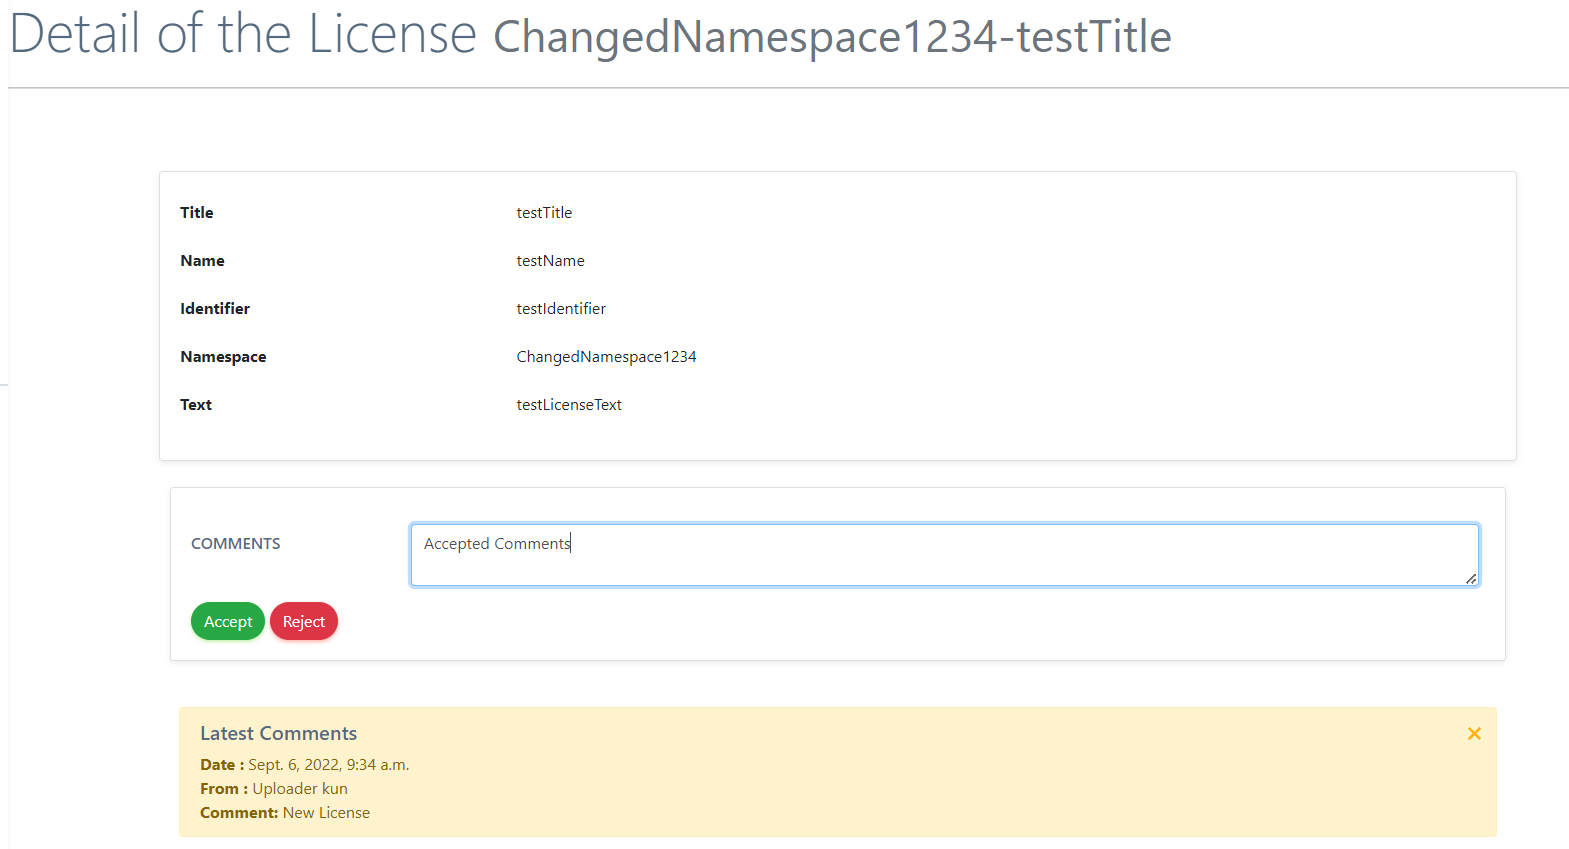 Detail of the License ChangedNamespace1234-testTitle
Title testTitle
Name testName
Identifier testIdentifier
Namespace ChangedNamespace1234
Text testLicenseText
COMMENTS Accepted Comments
Accept Reject
Latest Comments
Date : Sept. 6, 2022, 9:34 a.m.
From : Uploader kun
Comment: New License